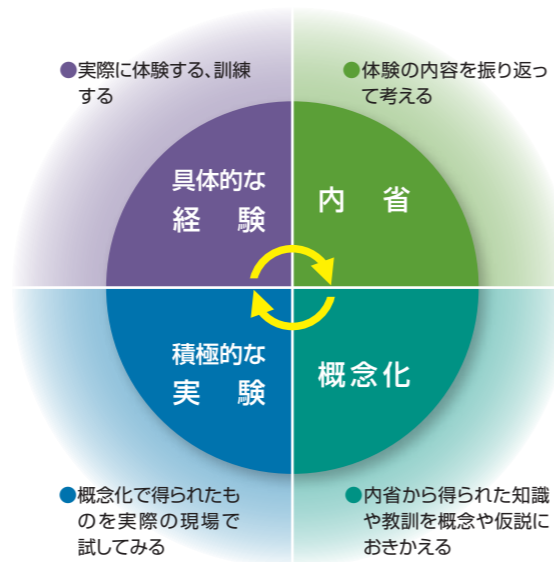 ●実際に体験する、訓練
する
●体験の内容を振り返っ
て考える
具体的な
経　験
内　省
積極的な
実　験
概念化
●概念化で得られたも
のを実際の現場で
試してみる
●内省から得られた知識
や教訓を概念や仮説に
おきかえる